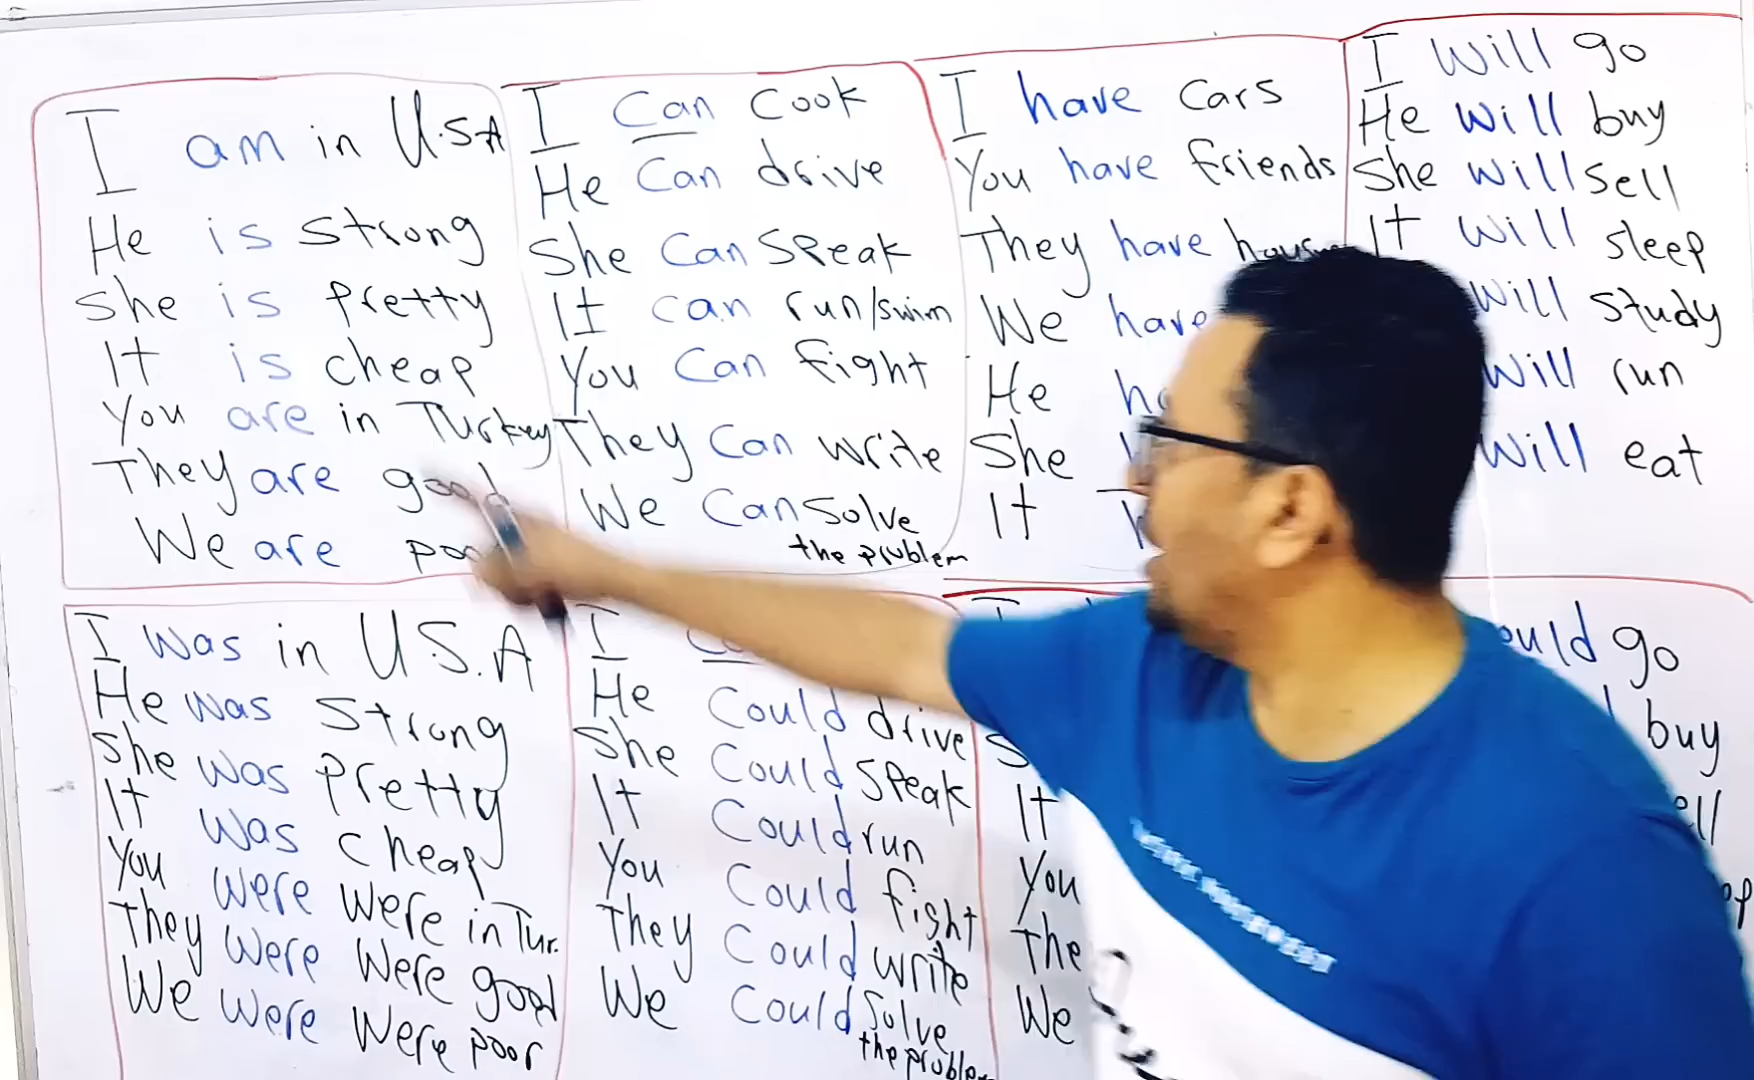 I am in U.S.A
He is strong
She is pretty
It is cheap
You are in Turkey
They are good
We are
I Can Cook
He Can drive
She Can Speak
It can run/swim
You Can fight
They Can write
We Can Solve
the problem
I have Cars
You have friends
They have
We have
He
She
It
I will go
He will buy
She will sell
It will sleep
will study
will run
will eat
I was in U.S.A
He was strong
She was pretty
It was cheap
You were were in Tur.
They were were good
We were were poor
I
He Could drive
She Could Speak
It Could run
You Could fight
They Could write
We Could Solve
the problem
It
You
We
go
buy